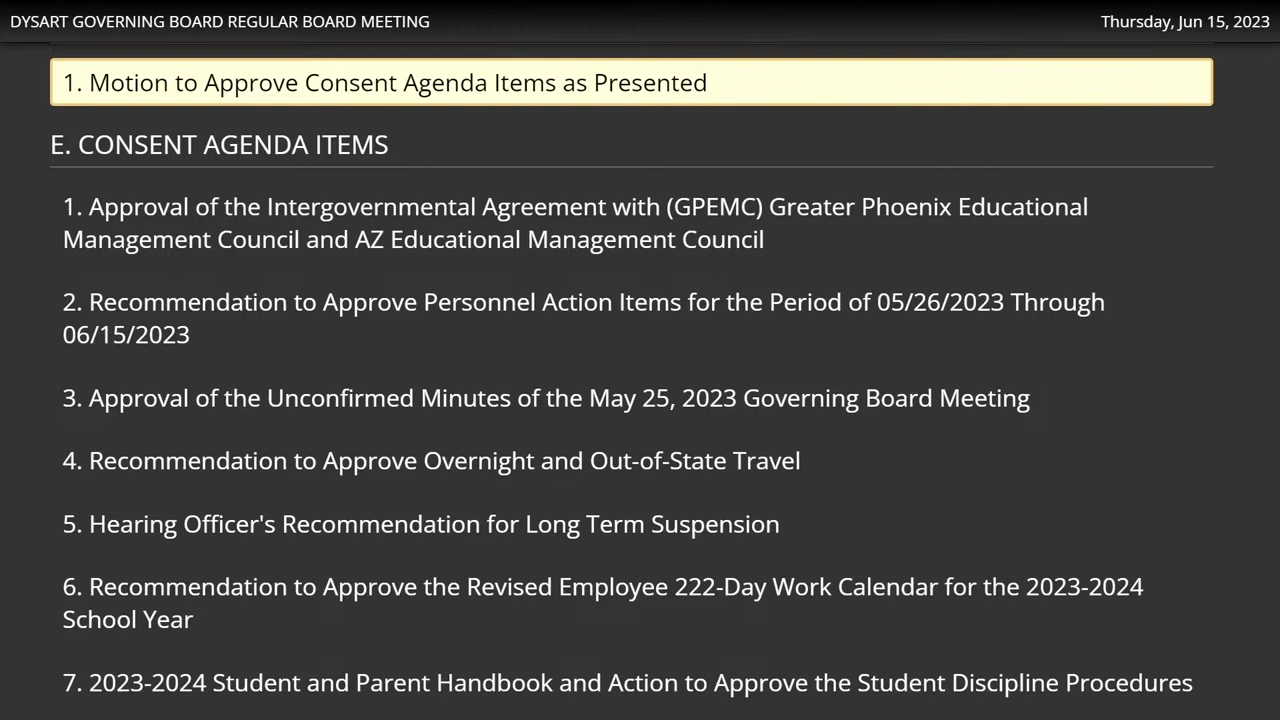 DYSART GOVERNING BOARD REGULAR BOARD MEETING
Thursday, Jun 15, 2023
1. Motion to Approve Consent Agenda Items as Presented
E. CONSENT AGENDA ITEMS
1. Approval of the Intergovernmental Agreement with (GPEMC) Greater Phoenix Educational
Management Council and AZ Educational Management Council
2. Recommendation to Approve Personnel Action Items for the Period of 05/26/2023 Through
06/15/2023
3. Approval of the Unconfirmed Minutes of the May 25, 2023 Governing Board Meeting
4. Recommendation to Approve Overnight and Out-of-State Travel
5. Hearing Officer's Recommendation for Long Term Suspension
6. Recommendation to Approve the Revised Employee 222-Day Work Calendar for the 2023-2024
School Year
7. 2023-2024 Student and Parent Handbook and Action to Approve the Student Discipline Procedures